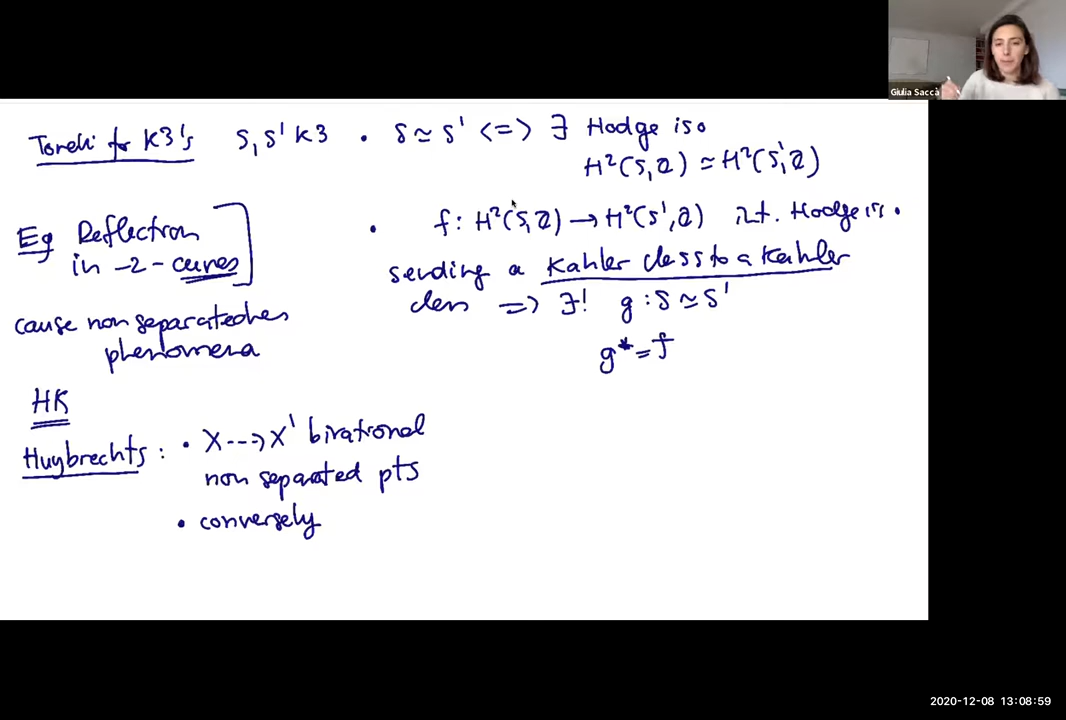 Torelli for K3's S, S' K3 • S ≃ S' <=> ∃ Hodge iso
H²(S,Z) ≃ H²(S',Z)
• f : H²(S,Z) → H²(S',Z) int. Hodge is.
sending a Kahler class to a Kahler
class => ∃! g : S ≃ S'
g* = f
Eg Reflection
in -2-curves
cause non separatedness
phenomena
HK
Huybrechts : • X --> X' birational
non separated pts
• conversely
Giulia Saccà
2020-12-08 13:08:59